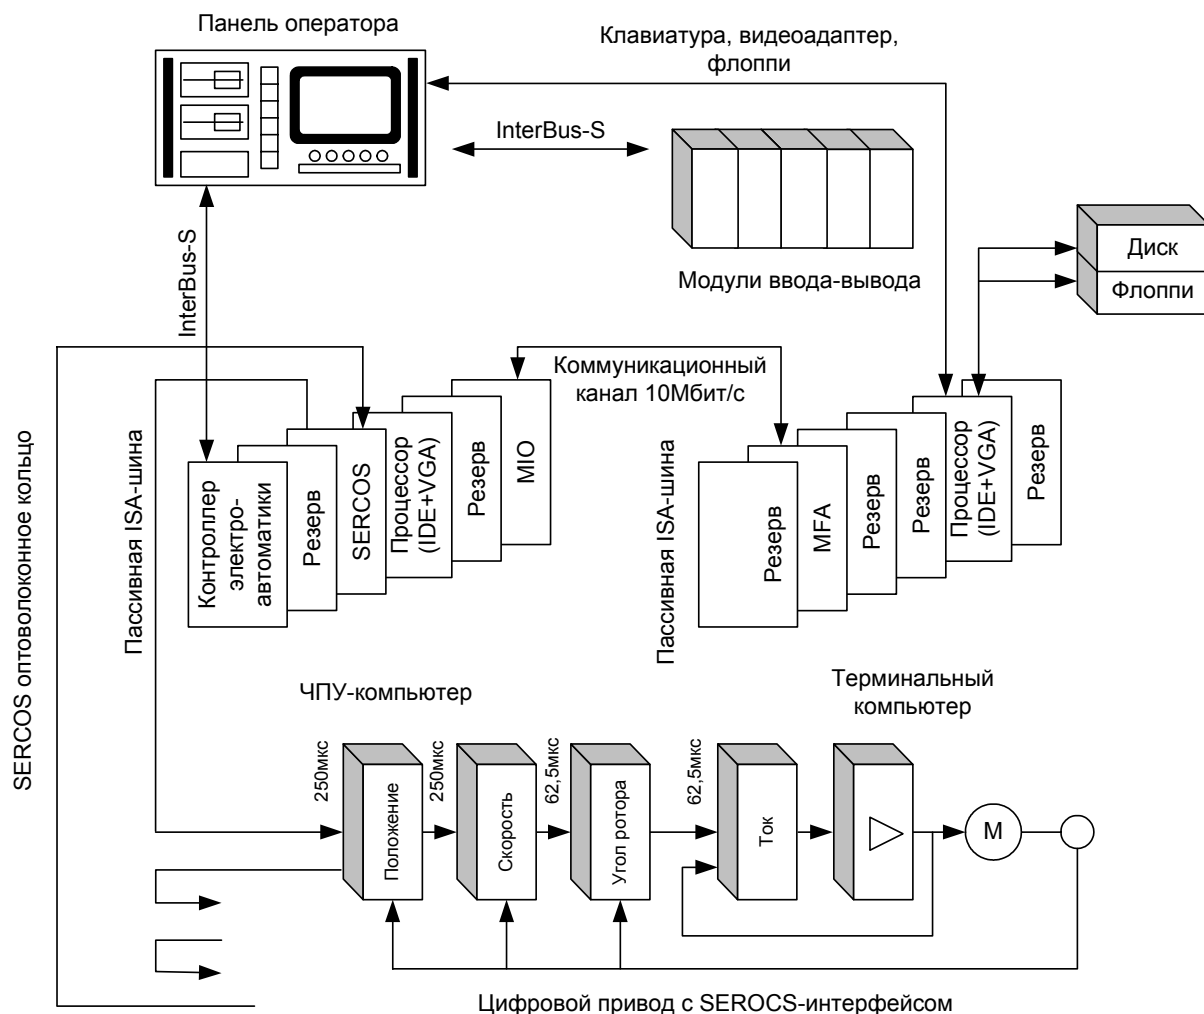 Панель оператора
Клавиатура, видеоадаптер,
флоппи
InterBus-S
Диск
Флоппи
Модули ввода-вывода
InterBus-S
SERCOS оптоволоконное кольцо
Пассивная ISA-шина
Контроллер
электро-
автоматики
Резерв
SERCOS
Процессор
(IDE+VGA)
Резерв
MIO
Коммуникационный
канал 10Мбит/с
Пассивная ISA-шина
Резерв
MFA
Резерв
Резерв
Процессор
(IDE+VGA)
Резерв
ЧПУ-компьютер
Терминальный
компьютер
250мкс
Положение
250мкс
Скорость
62,5мкс
Угол ротора
62,5мкс
Ток
М
Цифровой привод с SEROCS-интерфейсом